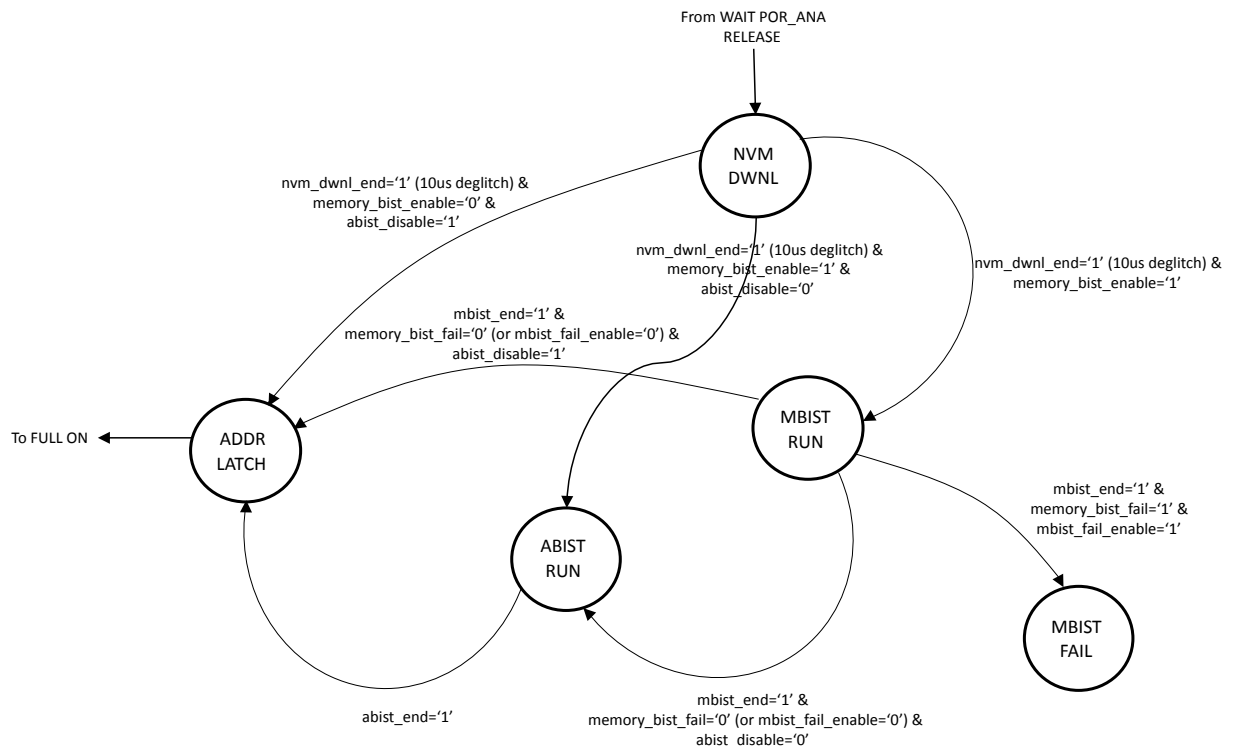 From WAIT POR_ANA
RELEASE
NVM
DWNL
nvm_dwnl_end=‘1’ (10us deglitch) &
memory_bist_enable=‘0’ &
abist_disable=‘1’
nvm_dwnl_end=‘1’ (10us deglitch) &
memory_bist_enable=‘1’ &
abist_disable=‘0’
nvm_dwnl_end=‘1’ (10us deglitch) &
memory_bist_enable=‘1’
mbist_end=‘1’ &
memory_bist_fail=‘0’ (or mbist_fail_enable=‘0’) &
abist_disable=‘1’
To FULL ON
ADDR
LATCH
MBIST
RUN
mbist_end=‘1’ &
memory_bist_fail=‘1’ &
mbist_fail_enable=‘1’
ABIST
RUN
MBIST
FAIL
abist_end=‘1’
mbist_end=‘1’ &
memory_bist_fail=‘0’ (or mbist_fail_enable=‘0’) &
abist_disable=‘0’